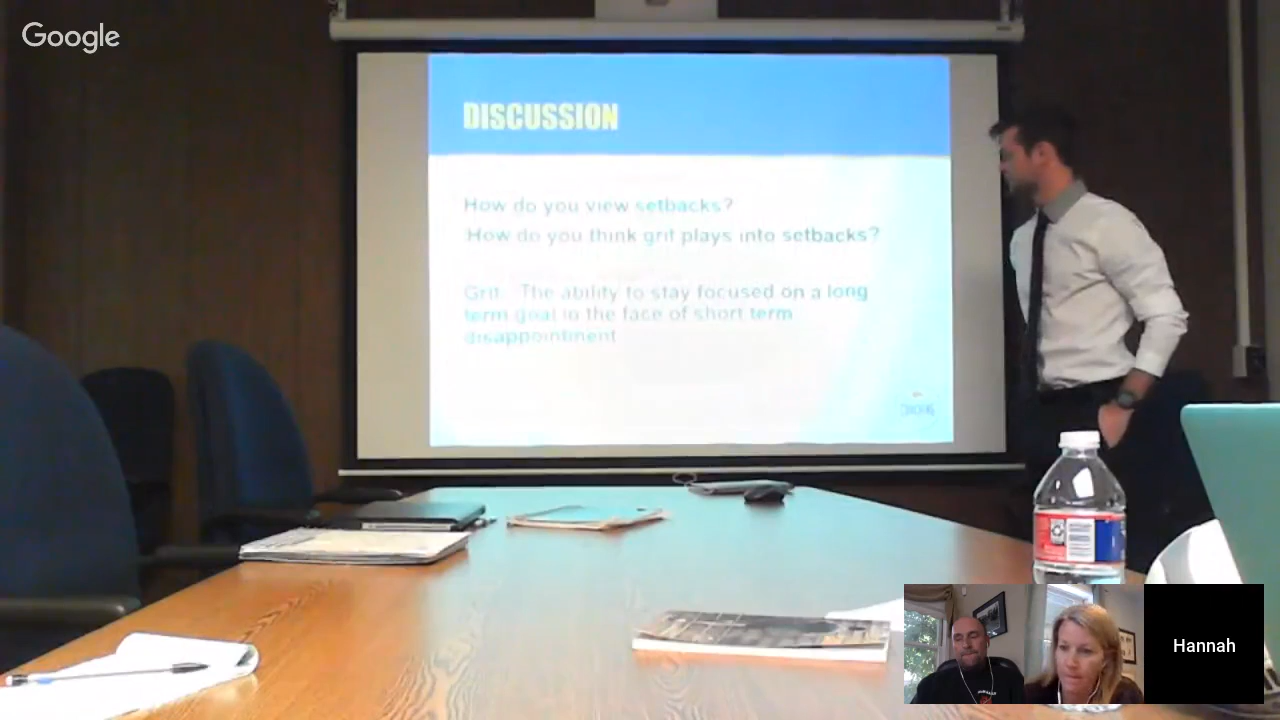 Google
DISCUSSION
How do you view setbacks?
How do you think grit plays into setbacks?
Grit: The ability to stay focused on a long
term goal in the face of short term
disappointment
Hannah